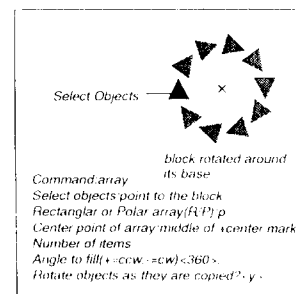 Select Objects
block rotated around
its base
Command:array
Select objects:point to the block
Rectanglar or Polar array(R/P) p
Center point of array:middle of +center mark
Number of items
Angle to fill(+=ccw,-=cw)<360>.
Rotate objects as they are copied? <y>